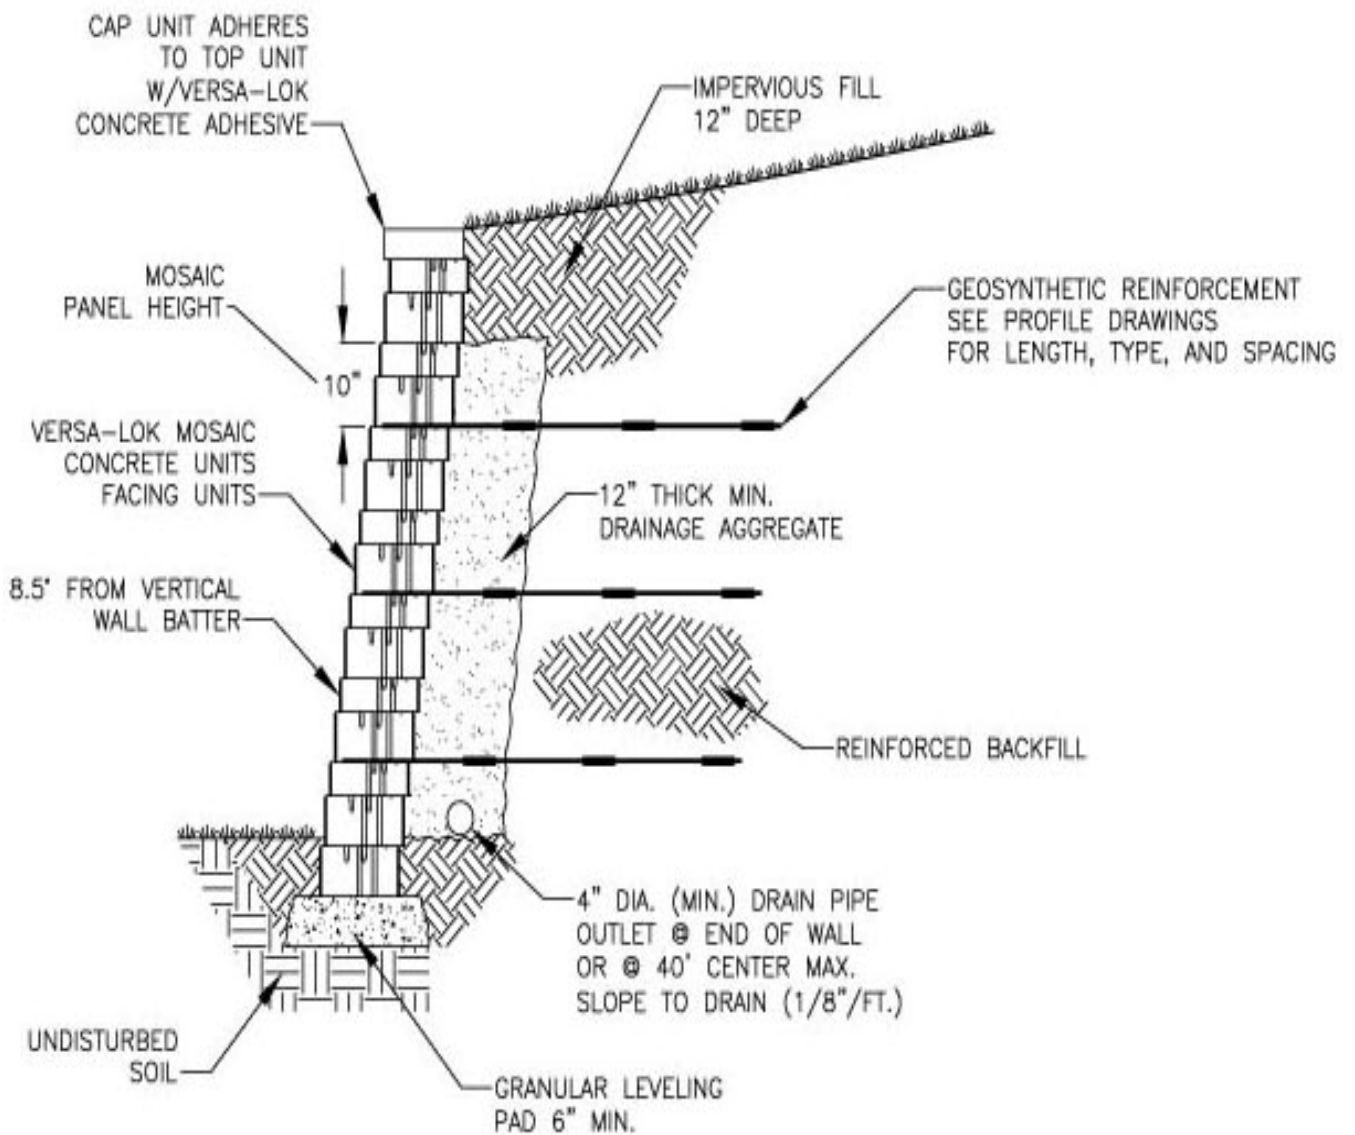 CAP UNIT ADHERES
TO TOP UNIT
W/VERSA-LOK
CONCRETE ADHESIVE
IMPERVIOUS FILL
12" DEEP
MOSAIC
PANEL HEIGHT
10"
GEOSYNTHETIC REINFORCEMENT
SEE PROFILE DRAWINGS
FOR LENGTH, TYPE, AND SPACING
VERSA-LOK MOSAIC
CONCRETE UNITS
FACING UNITS
12" THICK MIN.
DRAINAGE AGGREGATE
8.5° FROM VERTICAL
WALL BATTER
REINFORCED BACKFILL
4" DIA. (MIN.) DRAIN PIPE
OUTLET @ END OF WALL
OR @ 40' CENTER MAX.
SLOPE TO DRAIN (1/8"/FT.)
UNDISTURBED
SOIL
GRANULAR LEVELING
PAD 6" MIN.